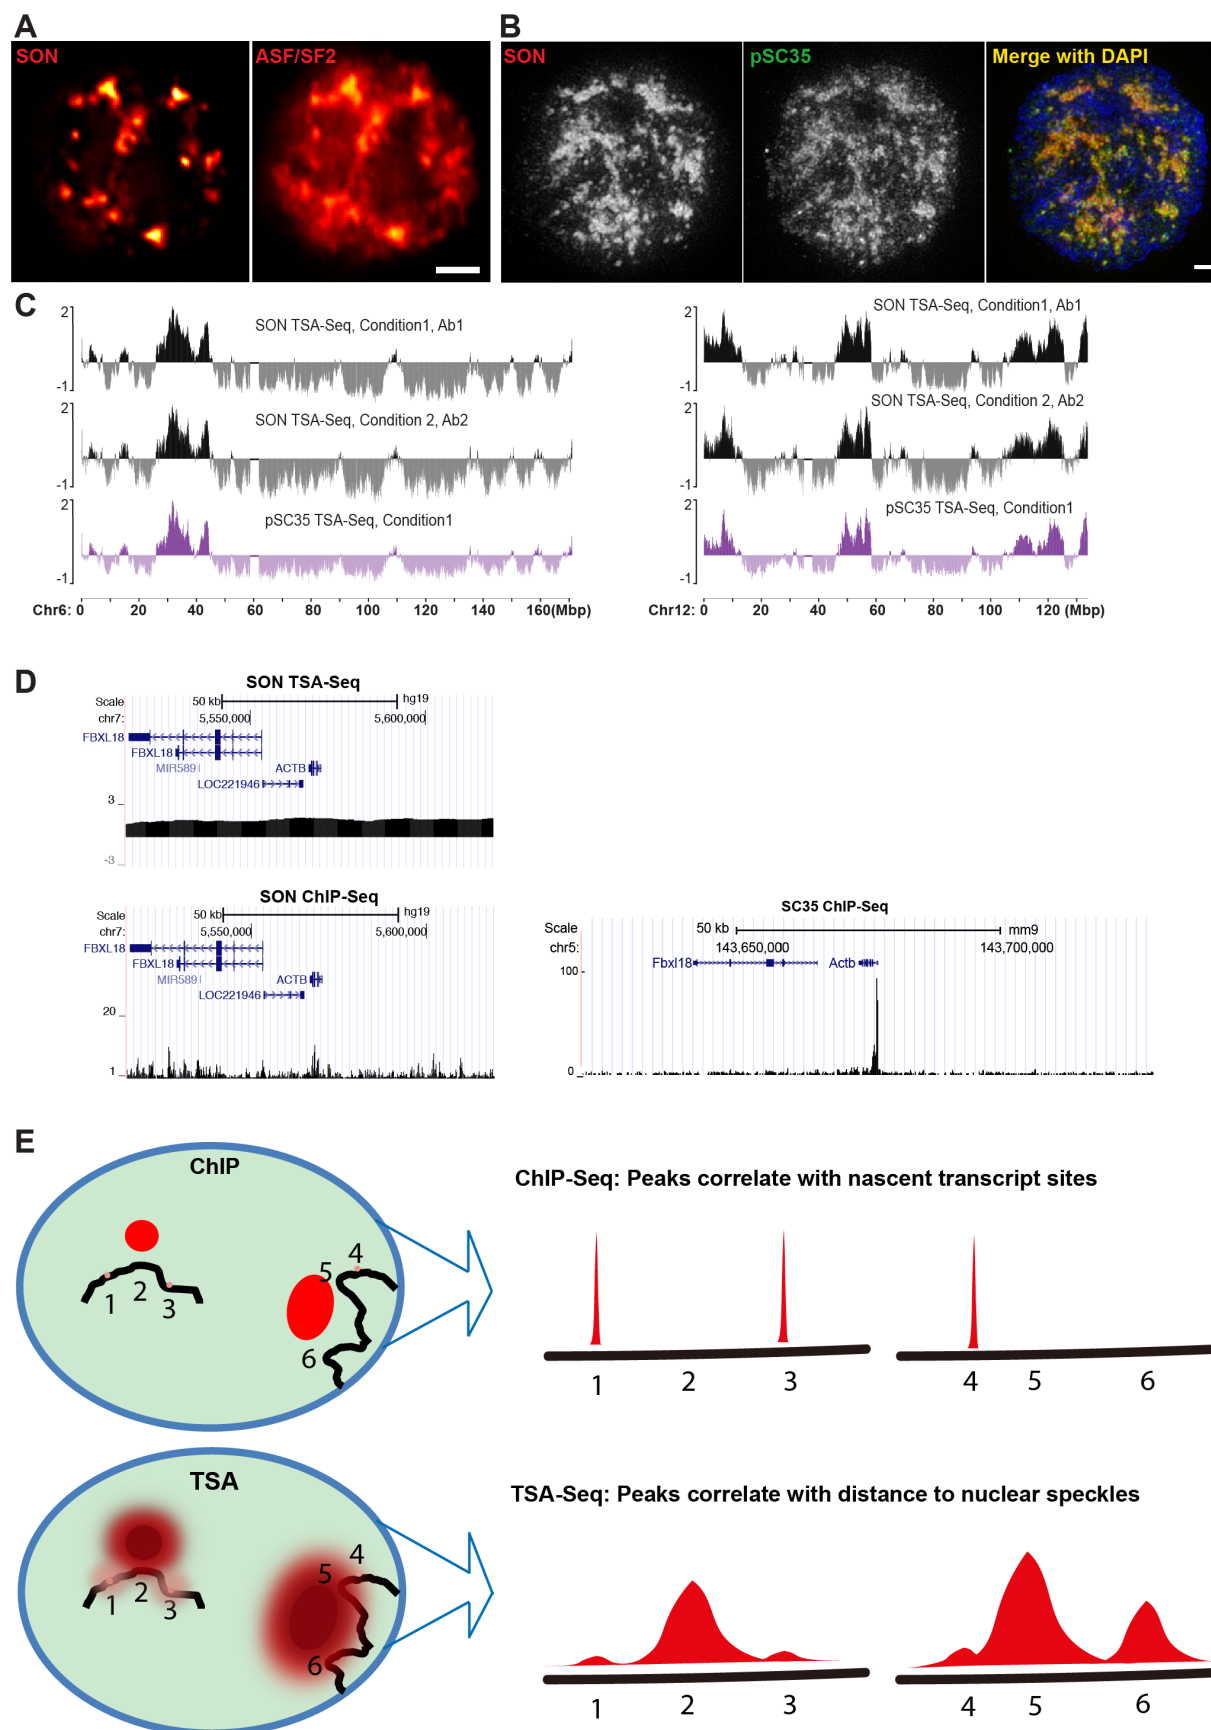 A
B
SON
ASF/SF2
SON
pSC35
Merge with DAPI
C
2
-1
SON TSA-Seq, Condition1, Ab1
2
-1
SON TSA-Seq, Condition 2, Ab2
2
-1
pSC35 TSA-Seq, Condition1
Chr6: 0 20 40 60 80 100 120 140 160(Mbp)
2
-1
SON TSA-Seq, Condition1, Ab1
2
-1
SON TSA-Seq, Condition 2, Ab2
2
-1
pSC35 TSA-Seq, Condition1
Chr12: 0 20 40 60 80 100 120 (Mbp)
D
SON TSA-Seq
Scale 50 kb hg19
chr7: 5,550,000 5,600,000
FBXL18
FBXL18
MIR589
ACTB
LOC221946
3
-3
SON ChIP-Seq
Scale 50 kb hg19
chr7: 5,550,000 5,600,000
FBXL18
FBXL18
MIR589
ACTB
LOC221946
20
1
SC35 ChIP-Seq
Scale 50 kb mm9
chr5: 143,650,000 143,700,000
Fbxl18 Actb
100
0
E
ChIP
1 2 3 4 5 6
ChIP-Seq: Peaks correlate with nascent transcript sites
1 2 3 4 5 6
TSA
1 2 3 4 5 6
TSA-Seq: Peaks correlate with distance to nuclear speckles
1 2 3 4 5 6